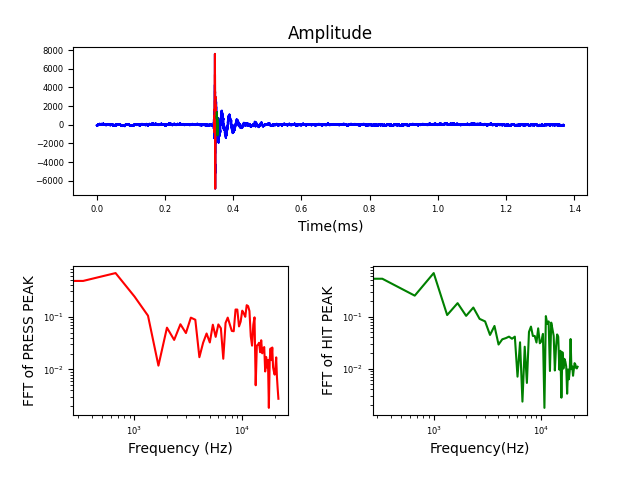 Amplitude
8000
6000
4000
2000
0
−2000
−4000
−6000
0.0 0.2 0.4 0.6 0.8 1.0 1.2 1.4
Time(ms)
FFT of PRESS PEAK
10⁻¹
10⁻²
10³ 10⁴
Frequency (Hz)
FFT of HIT PEAK
10⁻¹
10⁻²
10³ 10⁴
Frequency(Hz)